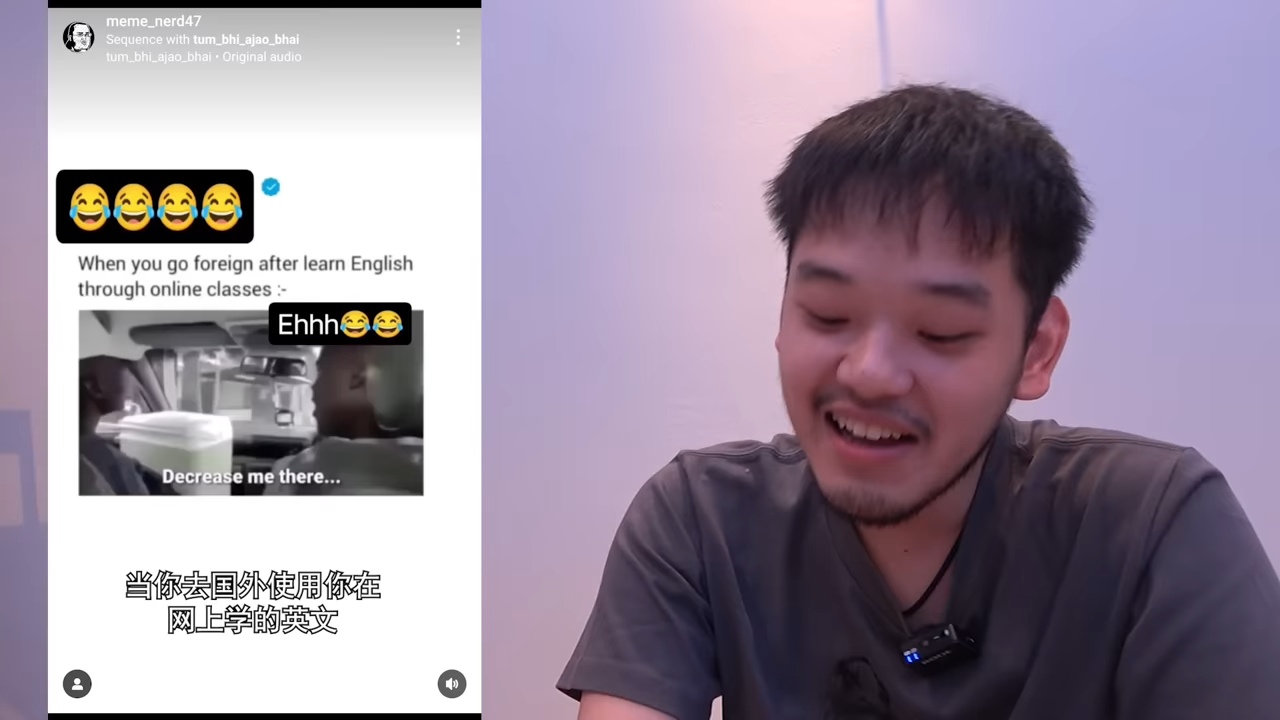 meme_nerd47
Sequence with tum_bhi_ajao_bhai
tum_bhi_ajao_bhai • Original audio
😂😂😂😂
When you go foreign after learn English
through online classes :-
Ehhh😂😂
Decrease me there...
当你去国外使用你在
网上学的英文